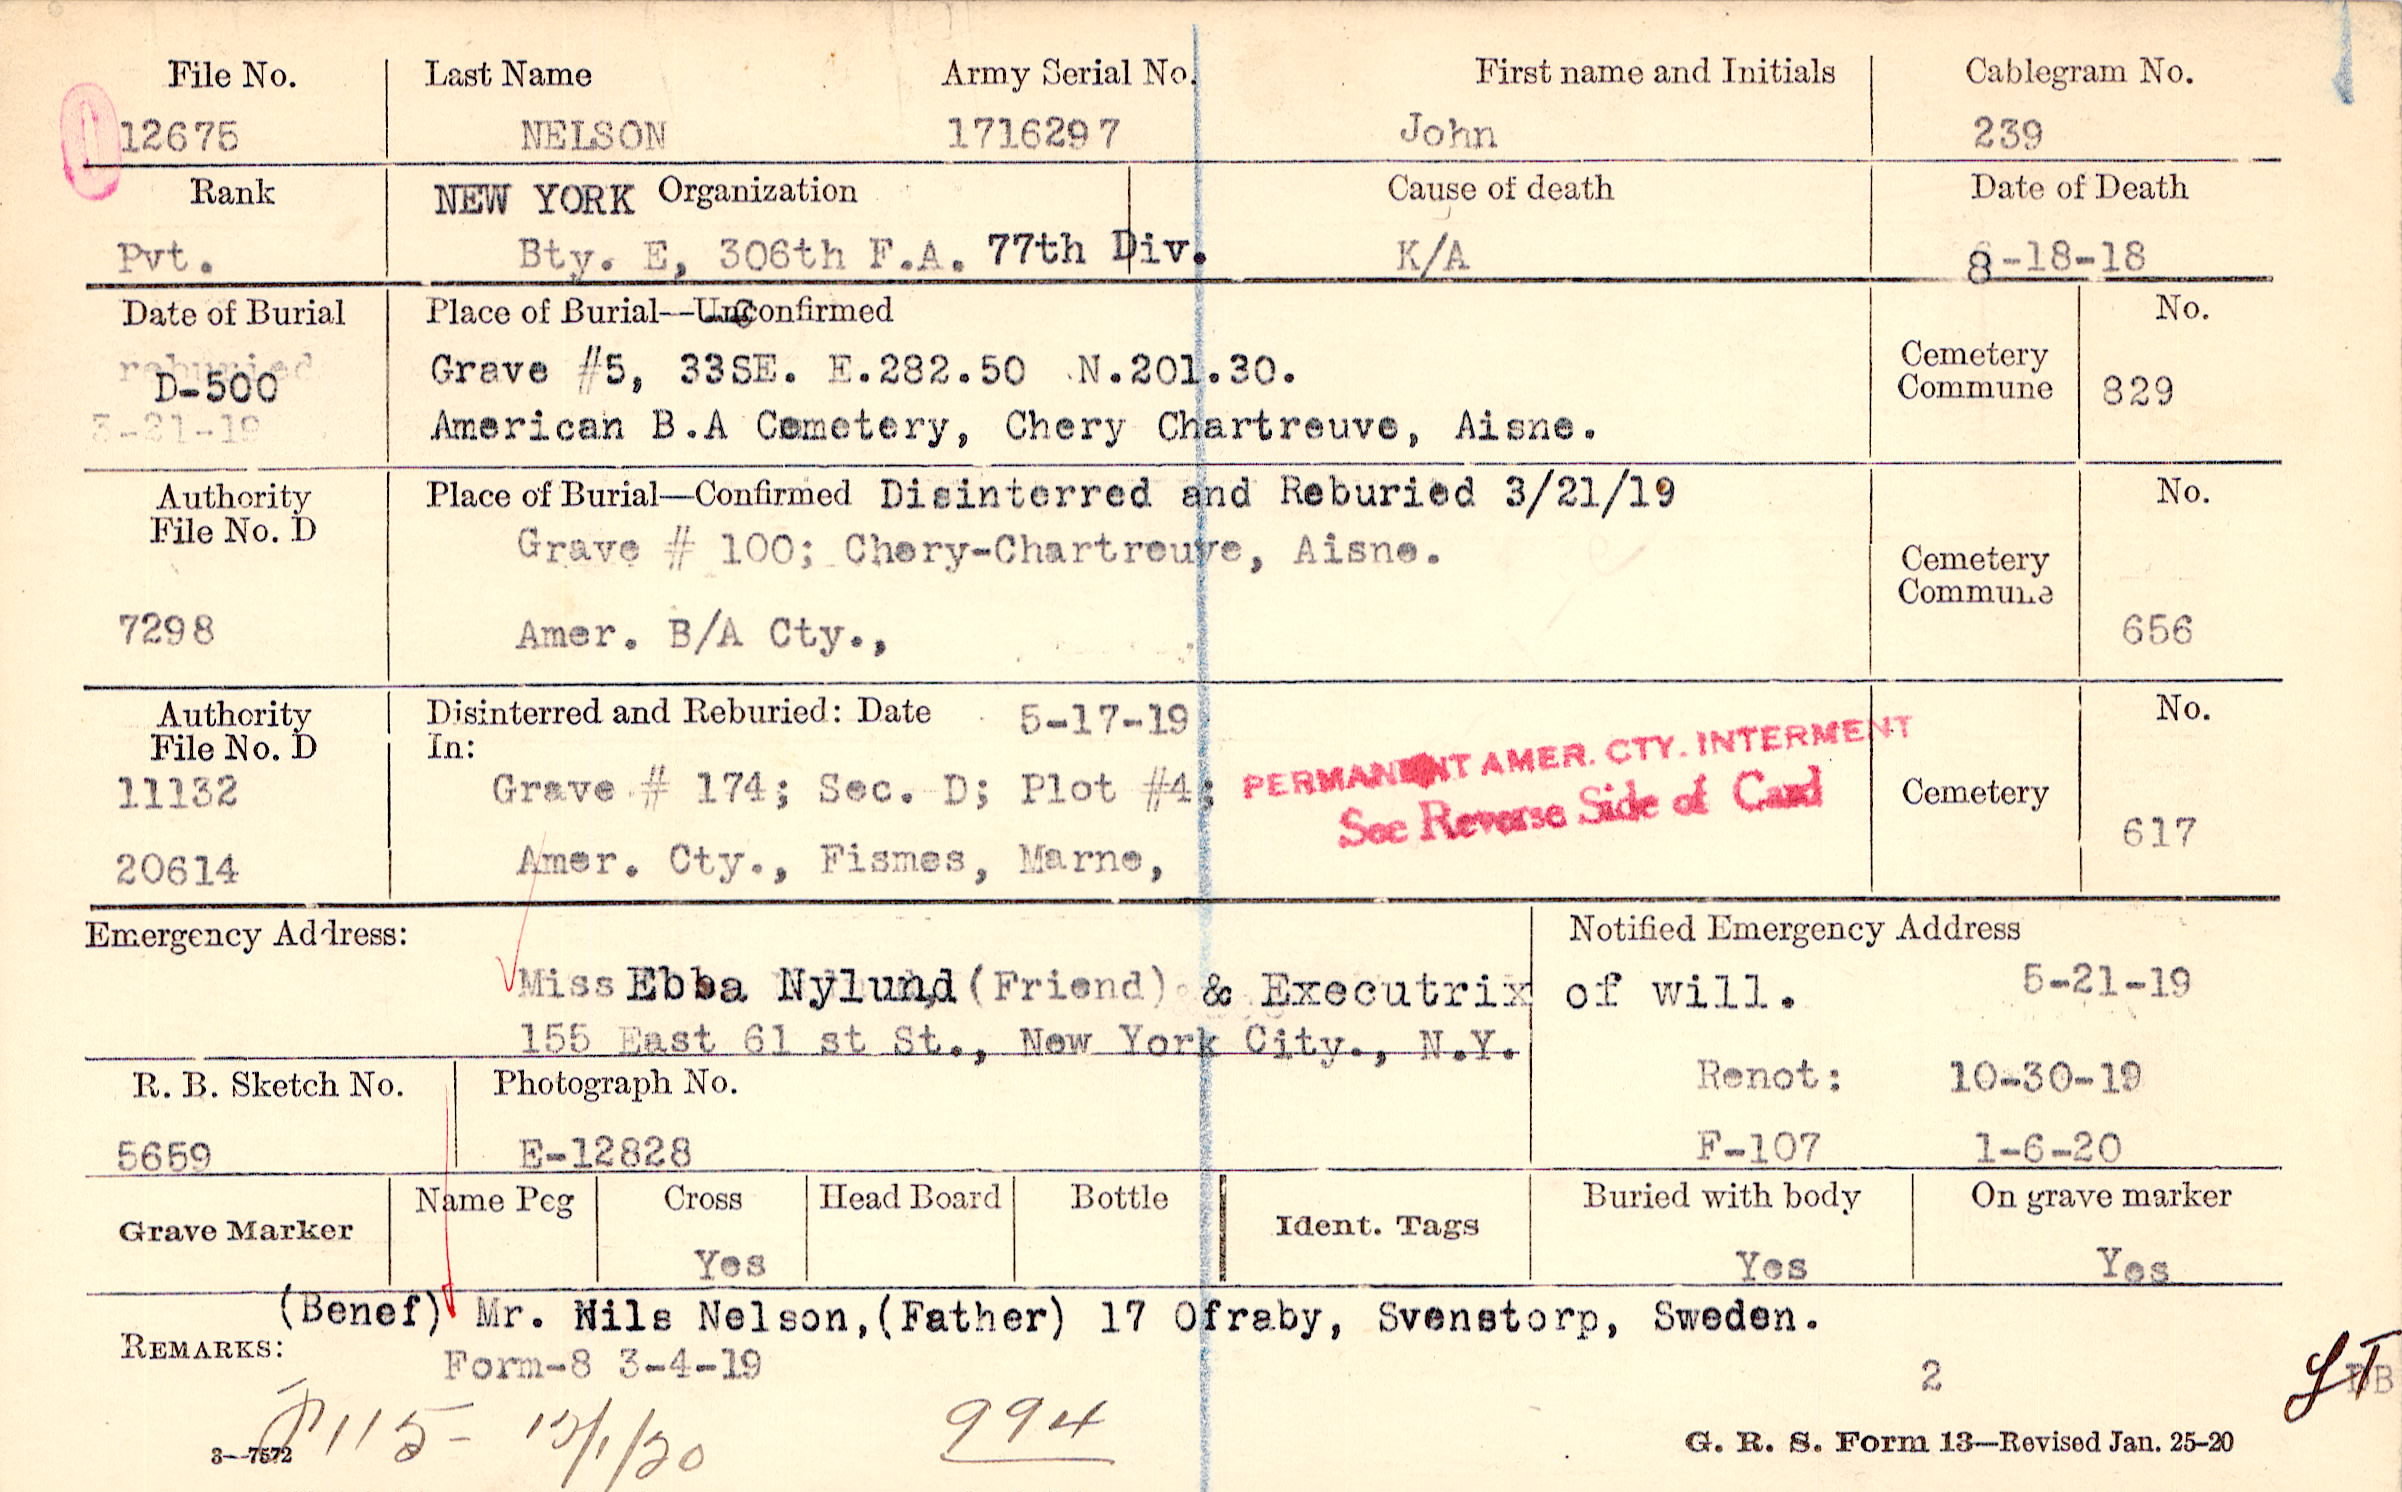 File No. Last Name Army Serial No. First name and Initials Cablegram No.
12675 NELSON 1716297 John 239
Rank NEW YORK Organization Cause of death Date of Death
Pvt. Bty. E, 306th F.A. 77th Div. K/A 8-18-18
Date of Burial Place of Burial—Unconfirmed No.
reburied
D-500 Grave #5, 33SE. E.282.50 N.201.30. Cemetery
Commune 829
3-21-19 American B.A Cemetery, Chery Chartreuve, Aisne.
Authority Place of Burial—Confirmed Disinterred and Reburied 3/21/19 No.
File No. D Grave # 100; Chery-Chartreuve, Aisne. Cemetery
Commune
7298 Amer. B/A Cty., 656
Authority Disinterred and Reburied: Date 5-17-19 No.
File No. D In:
PERMANENT AMER. CTY. INTERMENT
11132 Grave # 174; Sec. D; Plot #4; See Reverse Side of Card Cemetery
20614 Amer. Cty., Fismes, Marne, 617
Emergency Address: Notified Emergency Address
Miss Ebba Nylund, (Friend) & Executrix of will. 5-21-19
155 East 61 st St., New York City., N.Y.
R. B. Sketch No. Photograph No. Renot: 10-30-19
5659 E-12828 F-107 1-6-20
Grave Marker Name Peg Cross Head Board Bottle Ident. Tags Buried with body On grave marker
Yes Yes Yes
(Benef) Mr. Nils Nelson, (Father) 17 Ofraby, Svenstorp, Sweden.
REMARKS: Form-8 3-4-19 2
115- 994
3—7572 G. R. S. Form 13—Revised Jan. 25-20